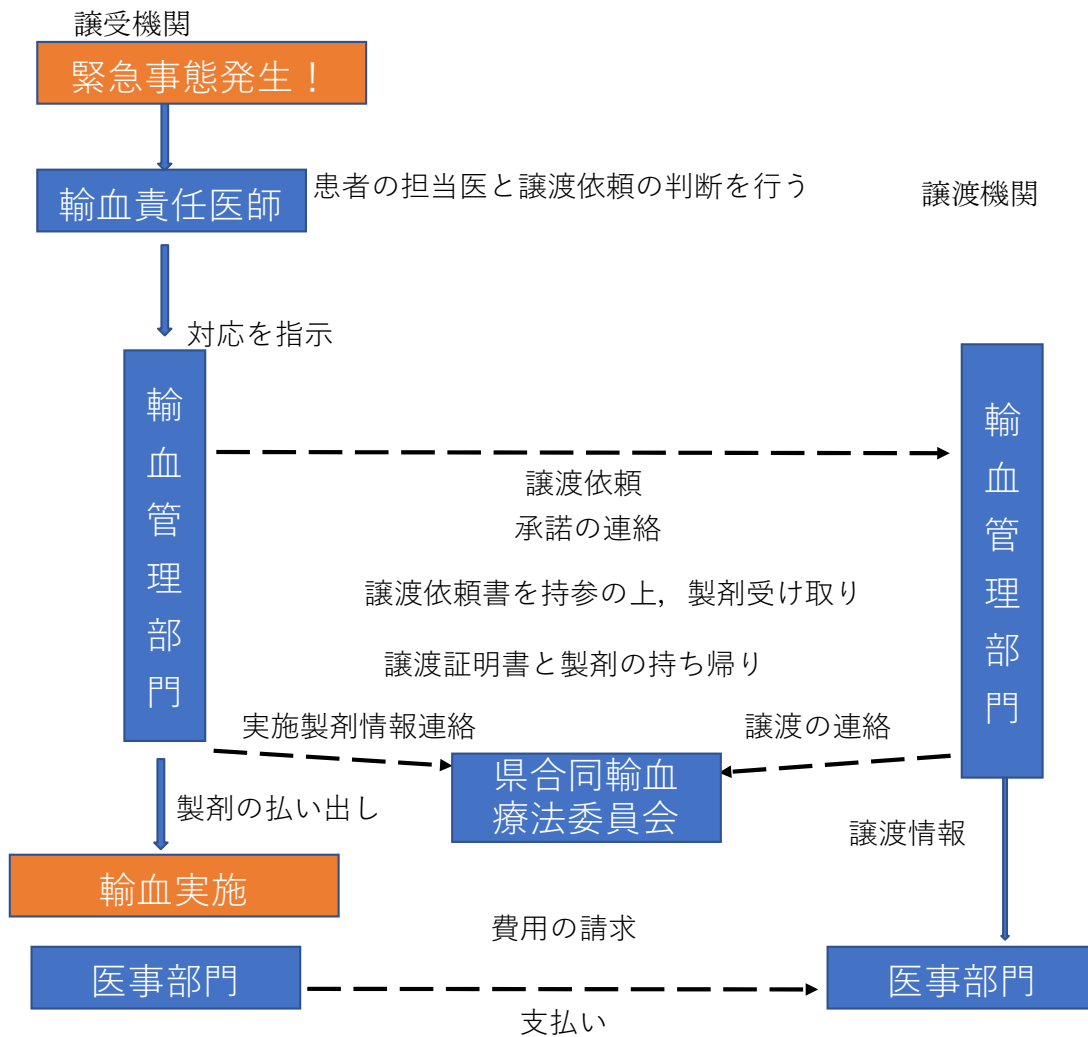 譲受機関
緊急事態発生！
輸血責任医師
患者の担当医と譲渡依頼の判断を行う
譲渡機関
対応を指示
輸血管理部門
輸血管理部門
譲渡依頼
承諾の連絡
譲渡依頼書を持参の上，製剤受け取り
譲渡証明書と製剤の持ち帰り
実施製剤情報連絡
譲渡の連絡
県合同輸血
療法委員会
製剤の払い出し
譲渡情報
輸血実施
費用の請求
医事部門
医事部門
支払い